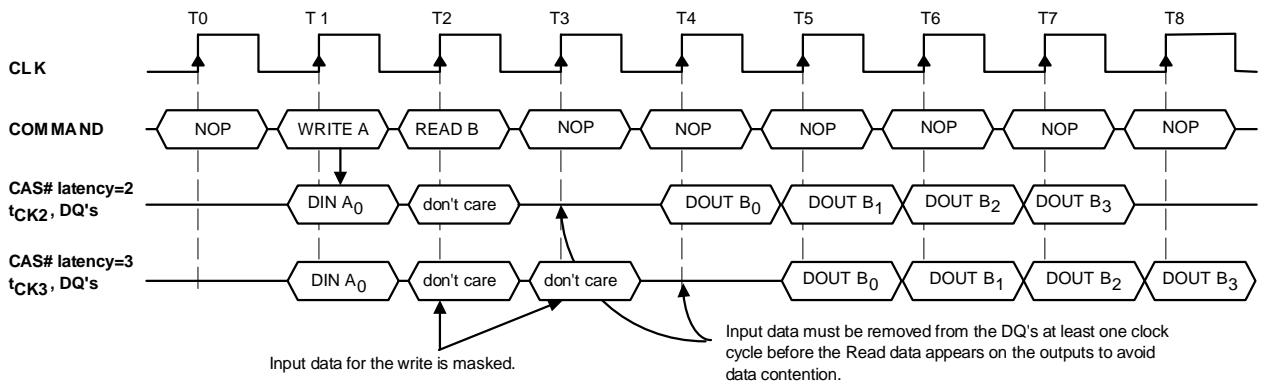 T0 T1 T2 T3 T4 T5 T6 T7 T8
CLK
COMMAND NOP WRITE A READ B NOP NOP NOP NOP NOP NOP
CAS# latency=2
tCK2, DQ's DIN A0 don't care DOUT B0 DOUT B1 DOUT B2 DOUT B3
CAS# latency=3
tCK3, DQ's DIN A0 don't care don't care DOUT B0 DOUT B1 DOUT B2 DOUT B3
Input data for the write is masked.
Input data must be removed from the DQ's at least one clock
cycle before the Read data appears on the outputs to avoid
data contention.